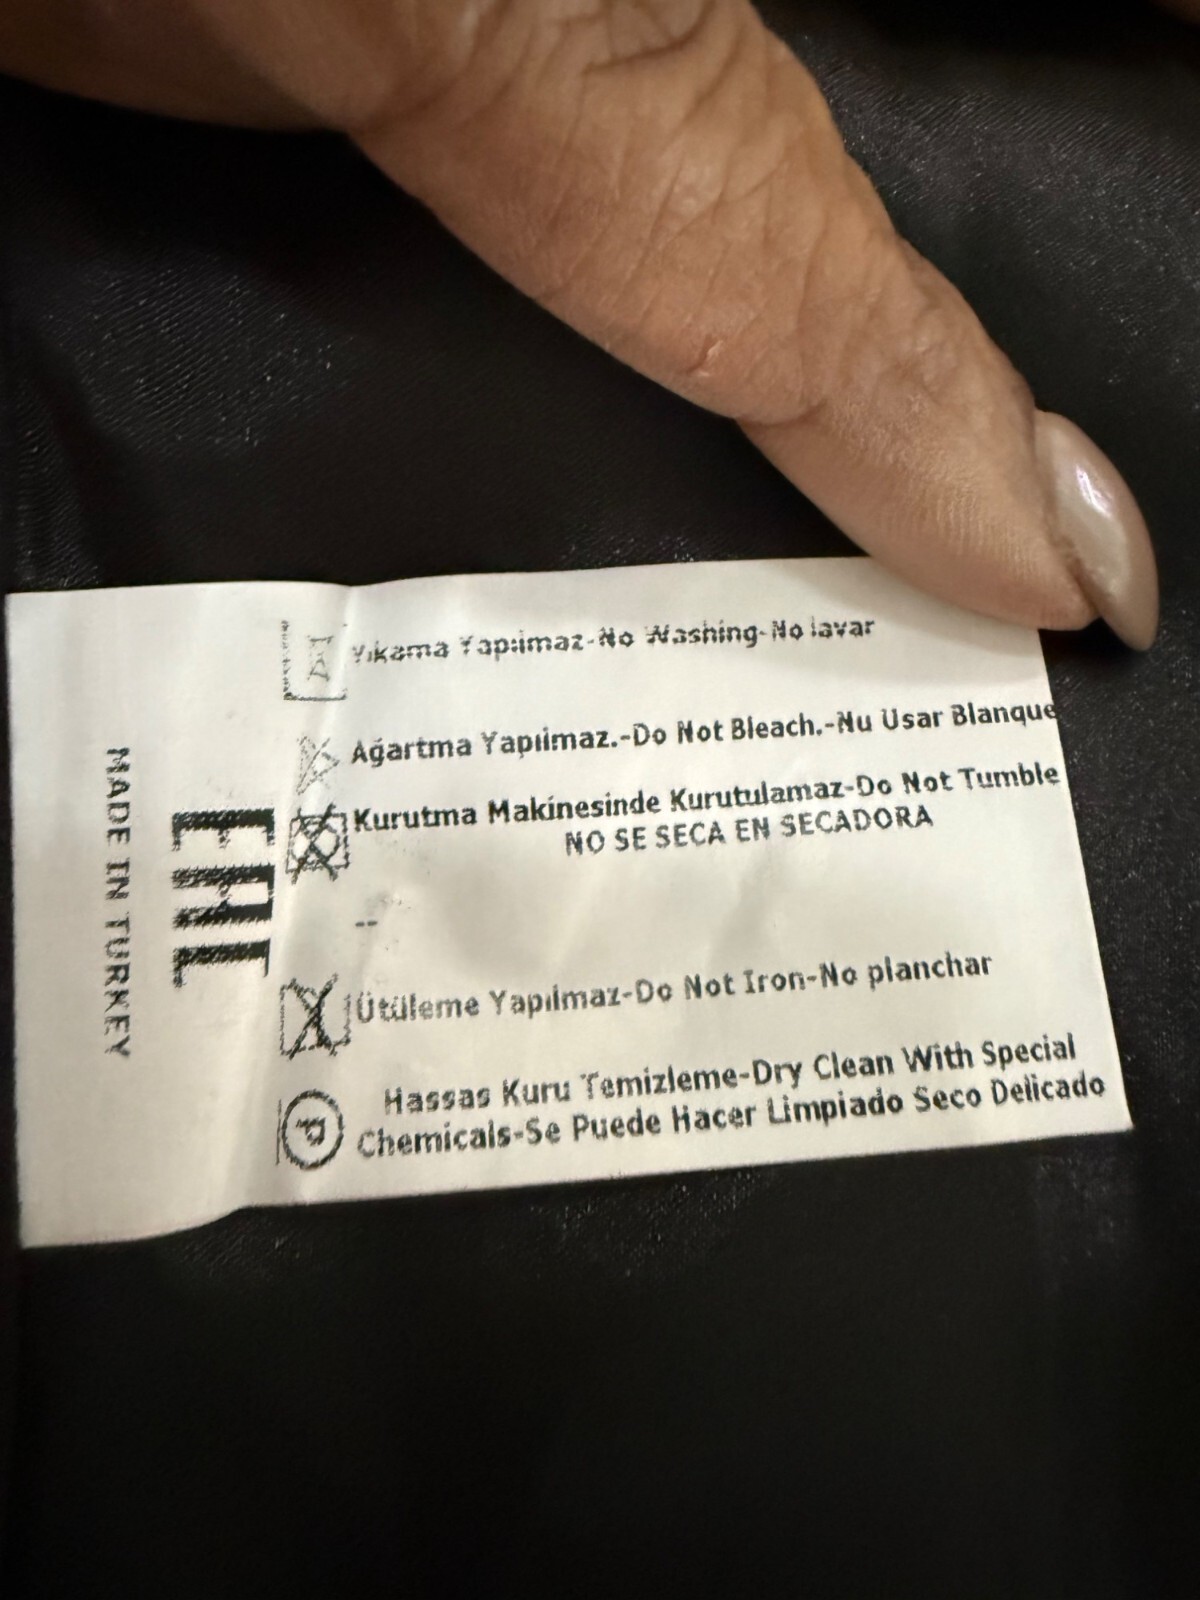 Yıkama Yapılmaz-No Washing-No lavar
Ağartma Yapılmaz.-Do Not Bleach.-Nu Usar Blanque
Kurutma Makinesinde Kurutulamaz-Do Not Tumble
NO SE SECA EN SECADORA
--
Ütüleme Yapılmaz-Do Not Iron-No planchar
Hassas Kuru Temizleme-Dry Clean With Special
Chemicals-Se Puede Hacer Limpiado Seco Delicado
P
EAC
MADE IN TURKEY